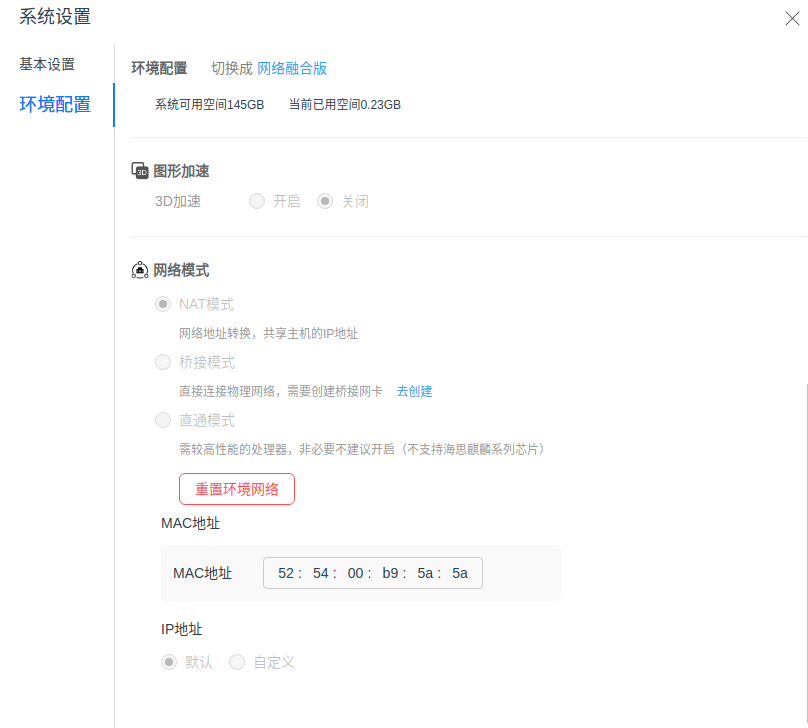 系统设置
基本设置
环境配置
环境配置 切换成 网络融合版
系统可用空间145GB 当前已用空间0.23GB
3D 图形加速
3D加速 开启 关闭
网络模式
NAT模式
网络地址转换，共享主机的IP地址
桥接模式
直接连接物理网络，需要创建桥接网卡 去创建
直通模式
需较高性能的处理器，非必要不建议开启（不支持海思麒麟系列芯片）
重置环境网络
MAC地址
MAC地址 52 : 54 : 00 : b9 : 5a : 5a
IP地址
默认 自定义